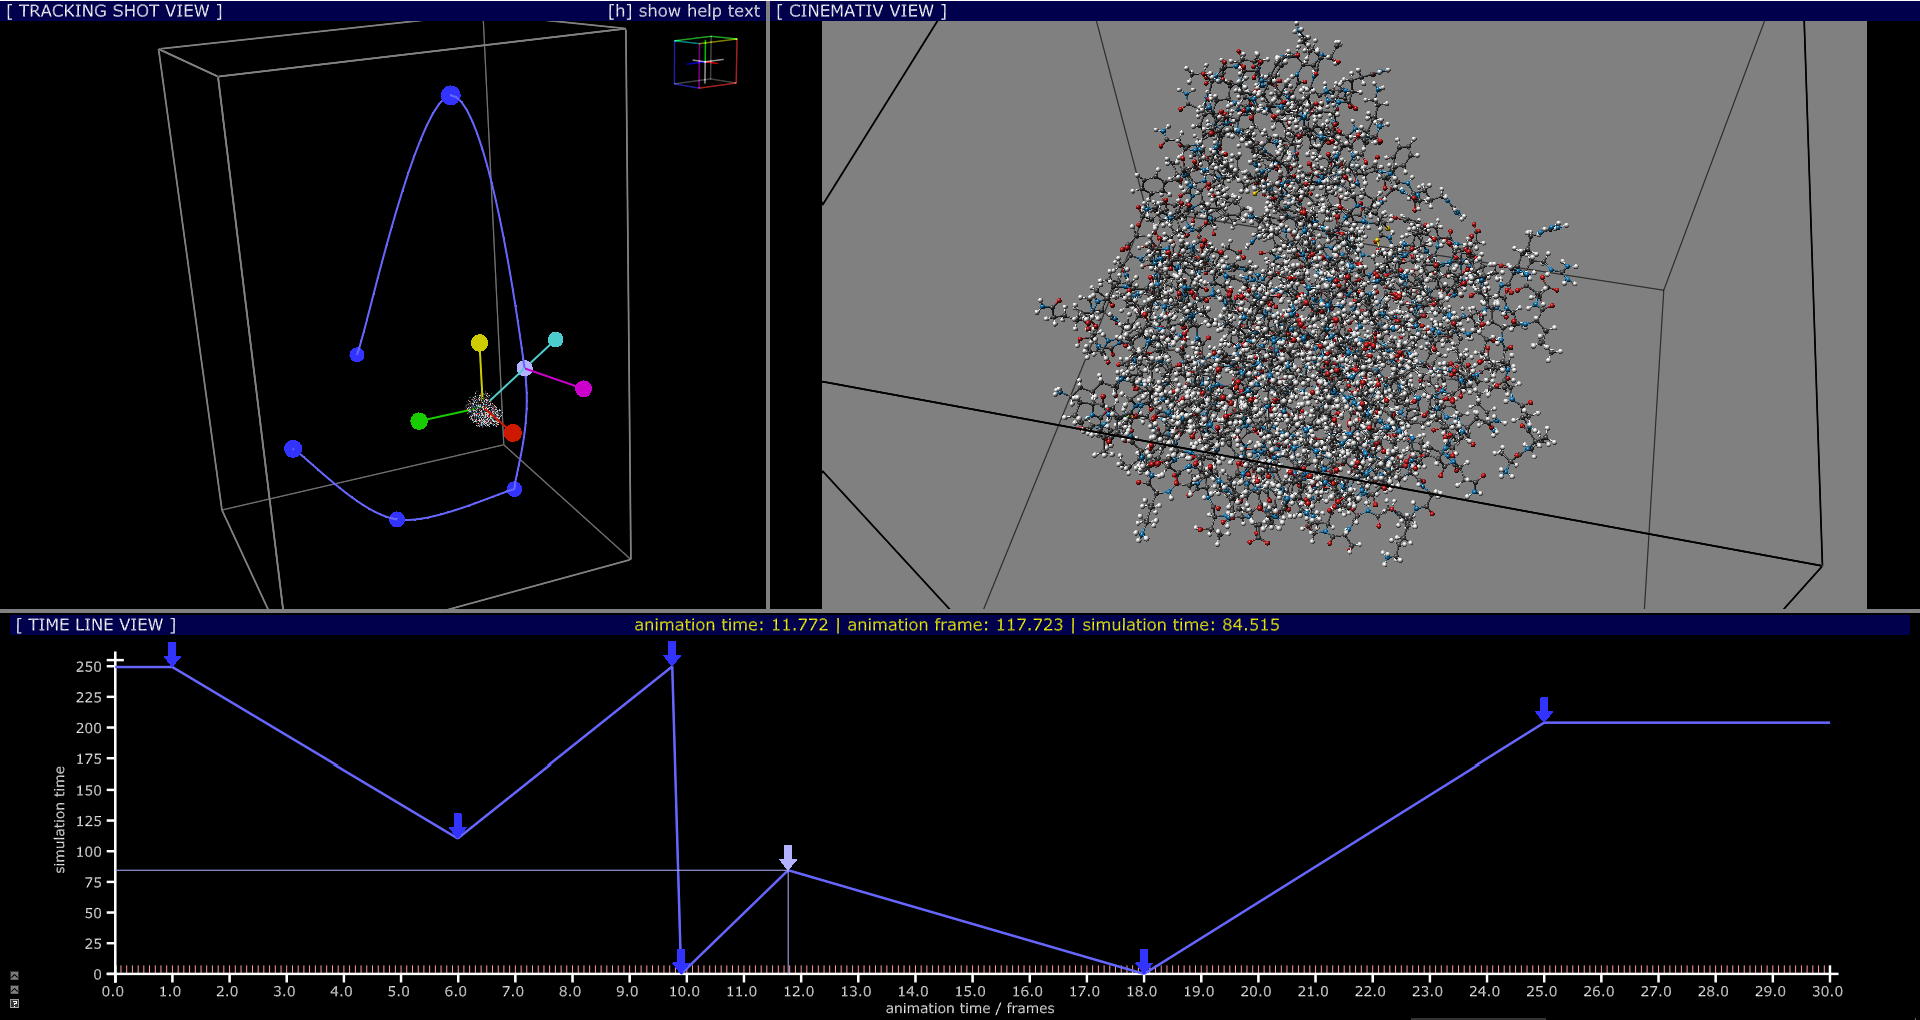 [ TRACKING SHOT VIEW ]
[h] show help text
[ CINEMATIV VIEW ]
[ TIME LINE VIEW ]
animation time: 11.772 | animation frame: 117.723 | simulation time: 84.515
250
225
200
175
150
125
100
75
50
25
0
simulation time
0.0 1.0 2.0 3.0 4.0 5.0 6.0 7.0 8.0 9.0 10.0 11.0 12.0 13.0 14.0 15.0 16.0 17.0 18.0 19.0 20.0 21.0 22.0 23.0 24.0 25.0 26.0 27.0 28.0 29.0 30.0
animation time / frames